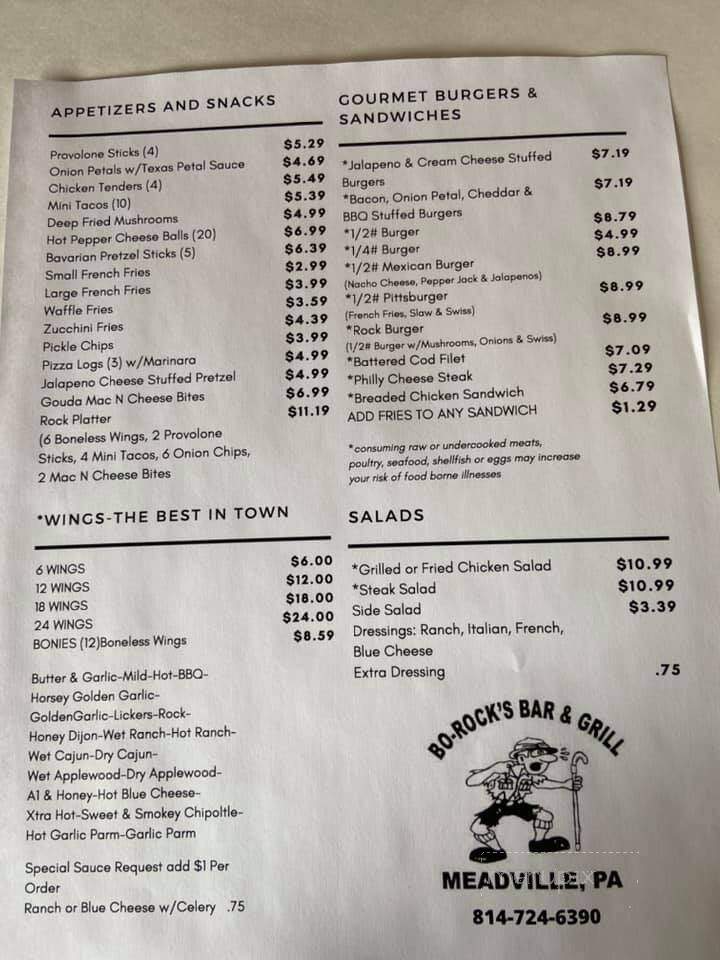 APPETIZERS AND SNACKS
Provolone Sticks (4) $5.29
Onion Petals w/Texas Petal Sauce $4.69
Chicken Tenders (4) $5.49
Mini Tacos (10) $5.39
Deep Fried Mushrooms $4.99
Hot Pepper Cheese Balls (20) $6.99
Bavarian Pretzel Sticks (5) $6.39
Small French Fries $2.99
Large French Fries $3.99
Waffle Fries $3.59
Zucchini Fries $4.39
Pickle Chips $3.99
Pizza Logs (3) w/Marinara $4.99
Jalapeno Cheese Stuffed Pretzel $4.99
Gouda Mac N Cheese Bites $6.99
Rock Platter $11.19
(6 Boneless Wings, 2 Provolone
Sticks, 4 Mini Tacos, 6 Onion Chips,
2 Mac N Cheese Bites
GOURMET BURGERS &
SANDWICHES
*Jalapeno & Cream Cheese Stuffed $7.19
Burgers
*Bacon, Onion Petal, Cheddar & $7.19
BBQ Stuffed Burgers
*1/2# Burger $8.79
*1/4# Burger $4.99
*1/2# Mexican Burger $8.99
(Nacho Cheese, Pepper Jack & Jalapenos)
*1/2# Pittsburger $8.99
(French Fries, Slaw & Swiss)
*Rock Burger $8.99
(1/2# Burger w/Mushrooms, Onions & Swiss)
*Battered Cod Filet $7.09
*Philly Cheese Steak $7.29
*Breaded Chicken Sandwich $6.79
ADD FRIES TO ANY SANDWICH $1.29
*consuming raw or undercooked meats,
poultry, seafood, shellfish or eggs may increase
your risk of food borne illnesses
*WINGS-THE BEST IN TOWN
6 WINGS $6.00
12 WINGS $12.00
18 WINGS $18.00
24 WINGS $24.00
BONIES (12)Boneless Wings $8.59
Butter & Garlic-Mild-Hot-BBQ-
Horsey Golden Garlic-
GoldenGarlic-Lickers-Rock-
Honey Dijon-Wet Ranch-Hot Ranch-
Wet Cajun-Dry Cajun-
Wet Applewood-Dry Applewood-
A1 & Honey-Hot Blue Cheese-
Xtra Hot-Sweet & Smokey Chipoltle-
Hot Garlic Parm-Garlic Parm
Special Sauce Request add $1 Per
Order
Ranch or Blue Cheese w/Celery .75
SALADS
*Grilled or Fried Chicken Salad $10.99
*Steak Salad $10.99
Side Salad $3.39
Dressings: Ranch, Italian, French,
Blue Cheese
Extra Dressing .75
BO-ROCK'S BAR & GRILL
MEADVILLE, PA
814-724-6390